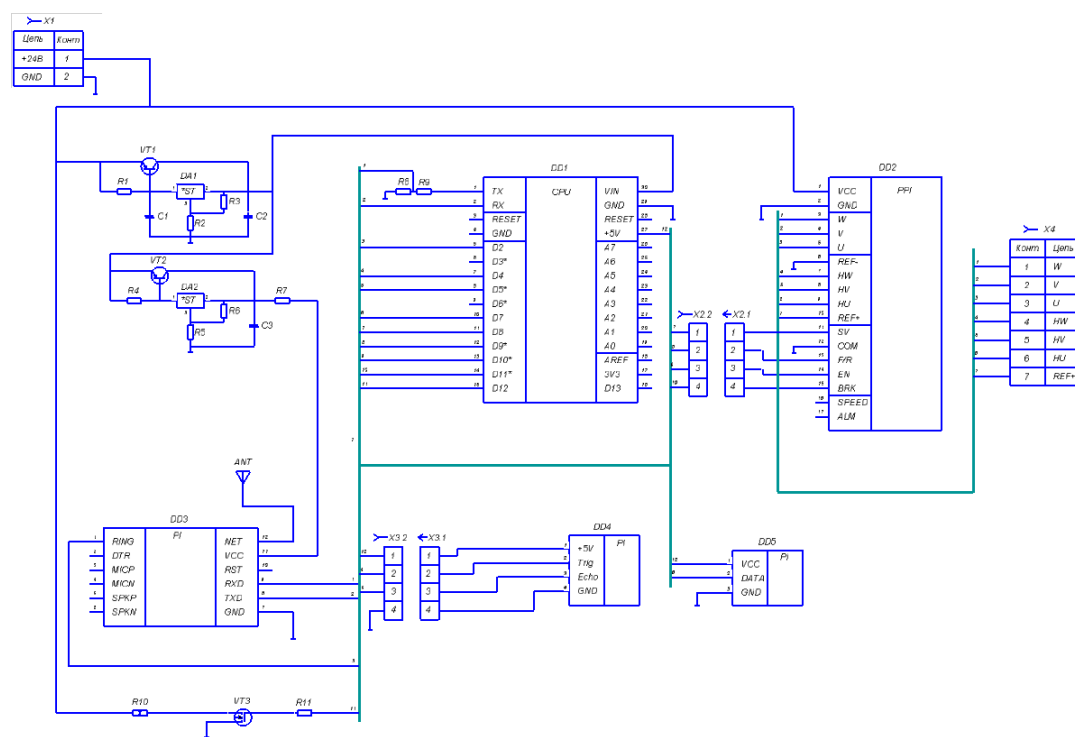 X1
Цепь Конт
+24В 1
GND 2
VT1
R1
DA1
*ST
1
2
3
R3
C1
R2
C2
VT2
R4
DA2
*ST
1
2
3
R6
R7
R5
C3
R8 R9
DD1
CPU
TX
RX
RESET
GND
D2
D3*
D4
D5*
D6*
D7
D8
D9*
D10*
D11*
D12
VIN
GND
RESET
+5V
A7
A6
A5
A4
A3
A2
A1
A0
AREF
3V3
D13
X2.2
1
2
3
4
X2.1
1
2
3
4
DD2
PPI
VCC
GND
W
V
U
REF-
HW
HV
HU
REF+
SV
COM
F/R
EN
BRK
SPEED
ALM
X4
Конт Цепь
1 W
2 V
3 U
4 HW
5 HV
6 HU
7 REF+
ANT
DD3
PI
RING
DTR
MICP
MICN
SPKP
SPKN
NET
VCC
RST
RXD
TXD
GND
X3.2
1
2
3
4
X3.1
1
2
3
4
DD4
PI
+5V
Trig
Echo
GND
DD5
PI
VCC
DATA
GND
R10
VT3
R11